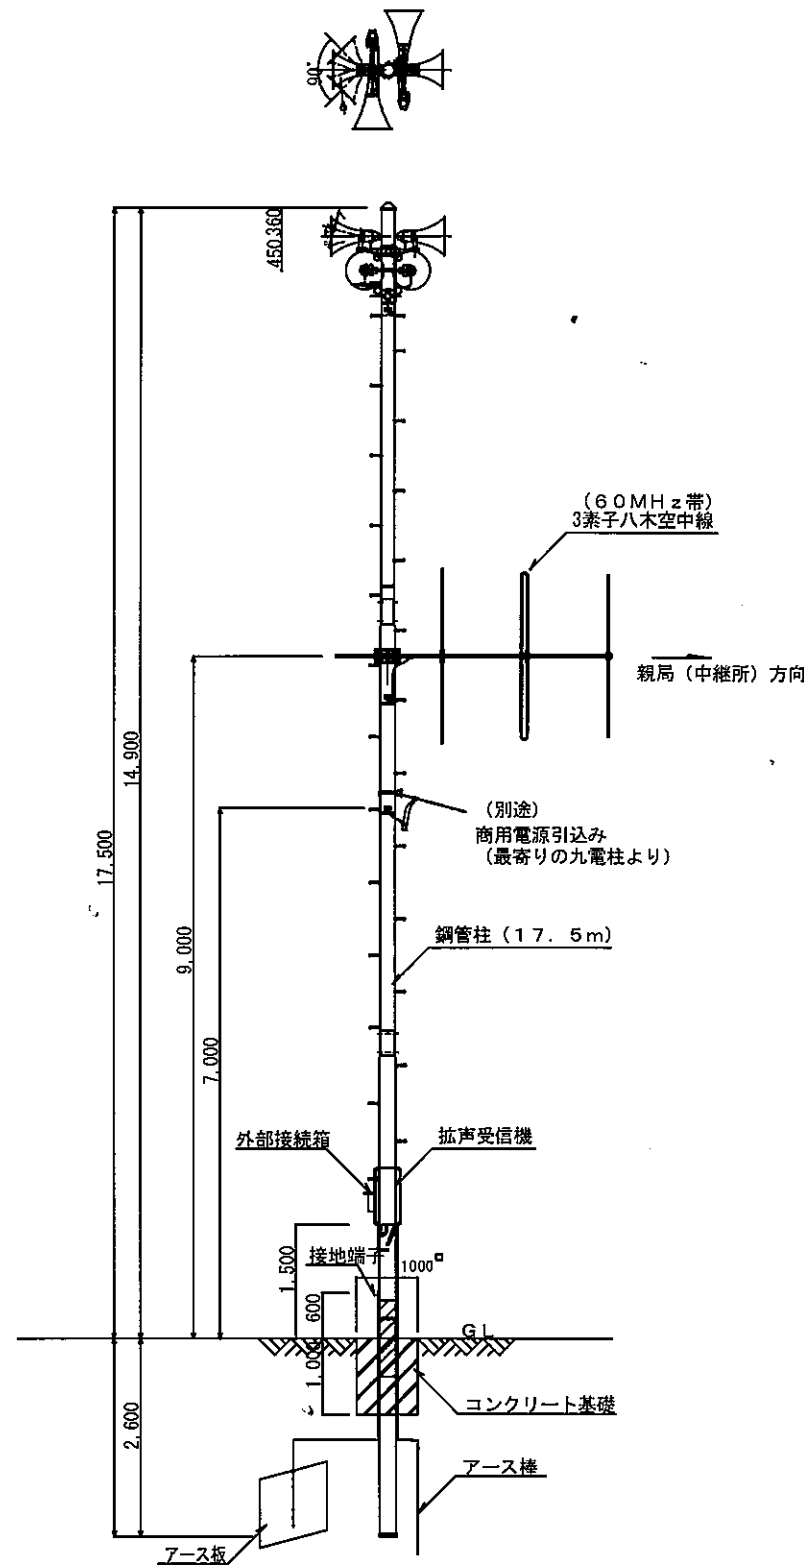 90°
450 360
(60MHz帯)
3素子八木空中線
親局(中継所)方向
14,900
17,500
(別途)
商用電源引込み
(最寄りの九電柱より)
鋼管柱(17.5m)
9,000
7,000
外部接続箱
拡声受信機
接地端子
1000□
1,500
600
GL
1,000
コンクリート基礎
2,600
アース棒
アース板